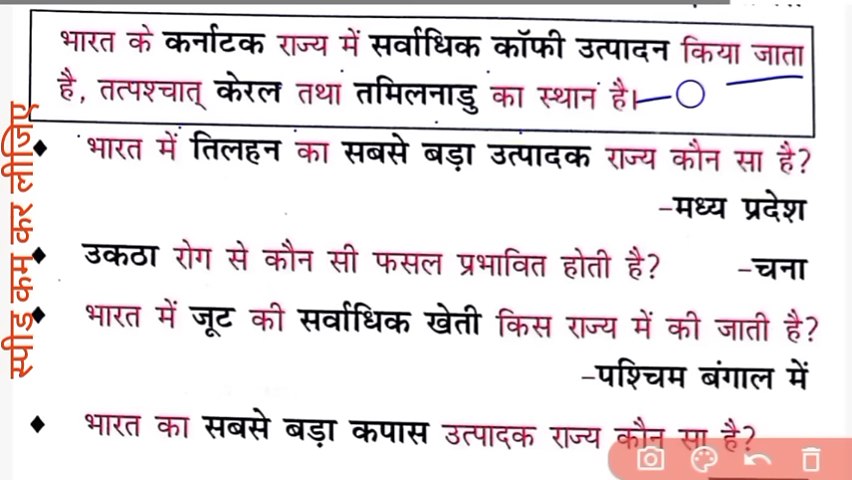 भारत के कर्नाटक राज्य में सर्वाधिक कॉफी उत्पादन किया जाता
है, तत्पश्चात् केरल तथा तमिलनाडु का स्थान है।
भारत में तिलहन का सबसे बड़ा उत्पादक राज्य कौन सा है?
-मध्य प्रदेश
उकठा रोग से कौन सी फसल प्रभावित होती है? -चना
भारत में जूट की सर्वाधिक खेती किस राज्य में की जाती है?
-पश्चिम बंगाल में
भारत का सबसे बड़ा कपास उत्पादक राज्य कौन सा है?
स्पीड कम कर लीजिए